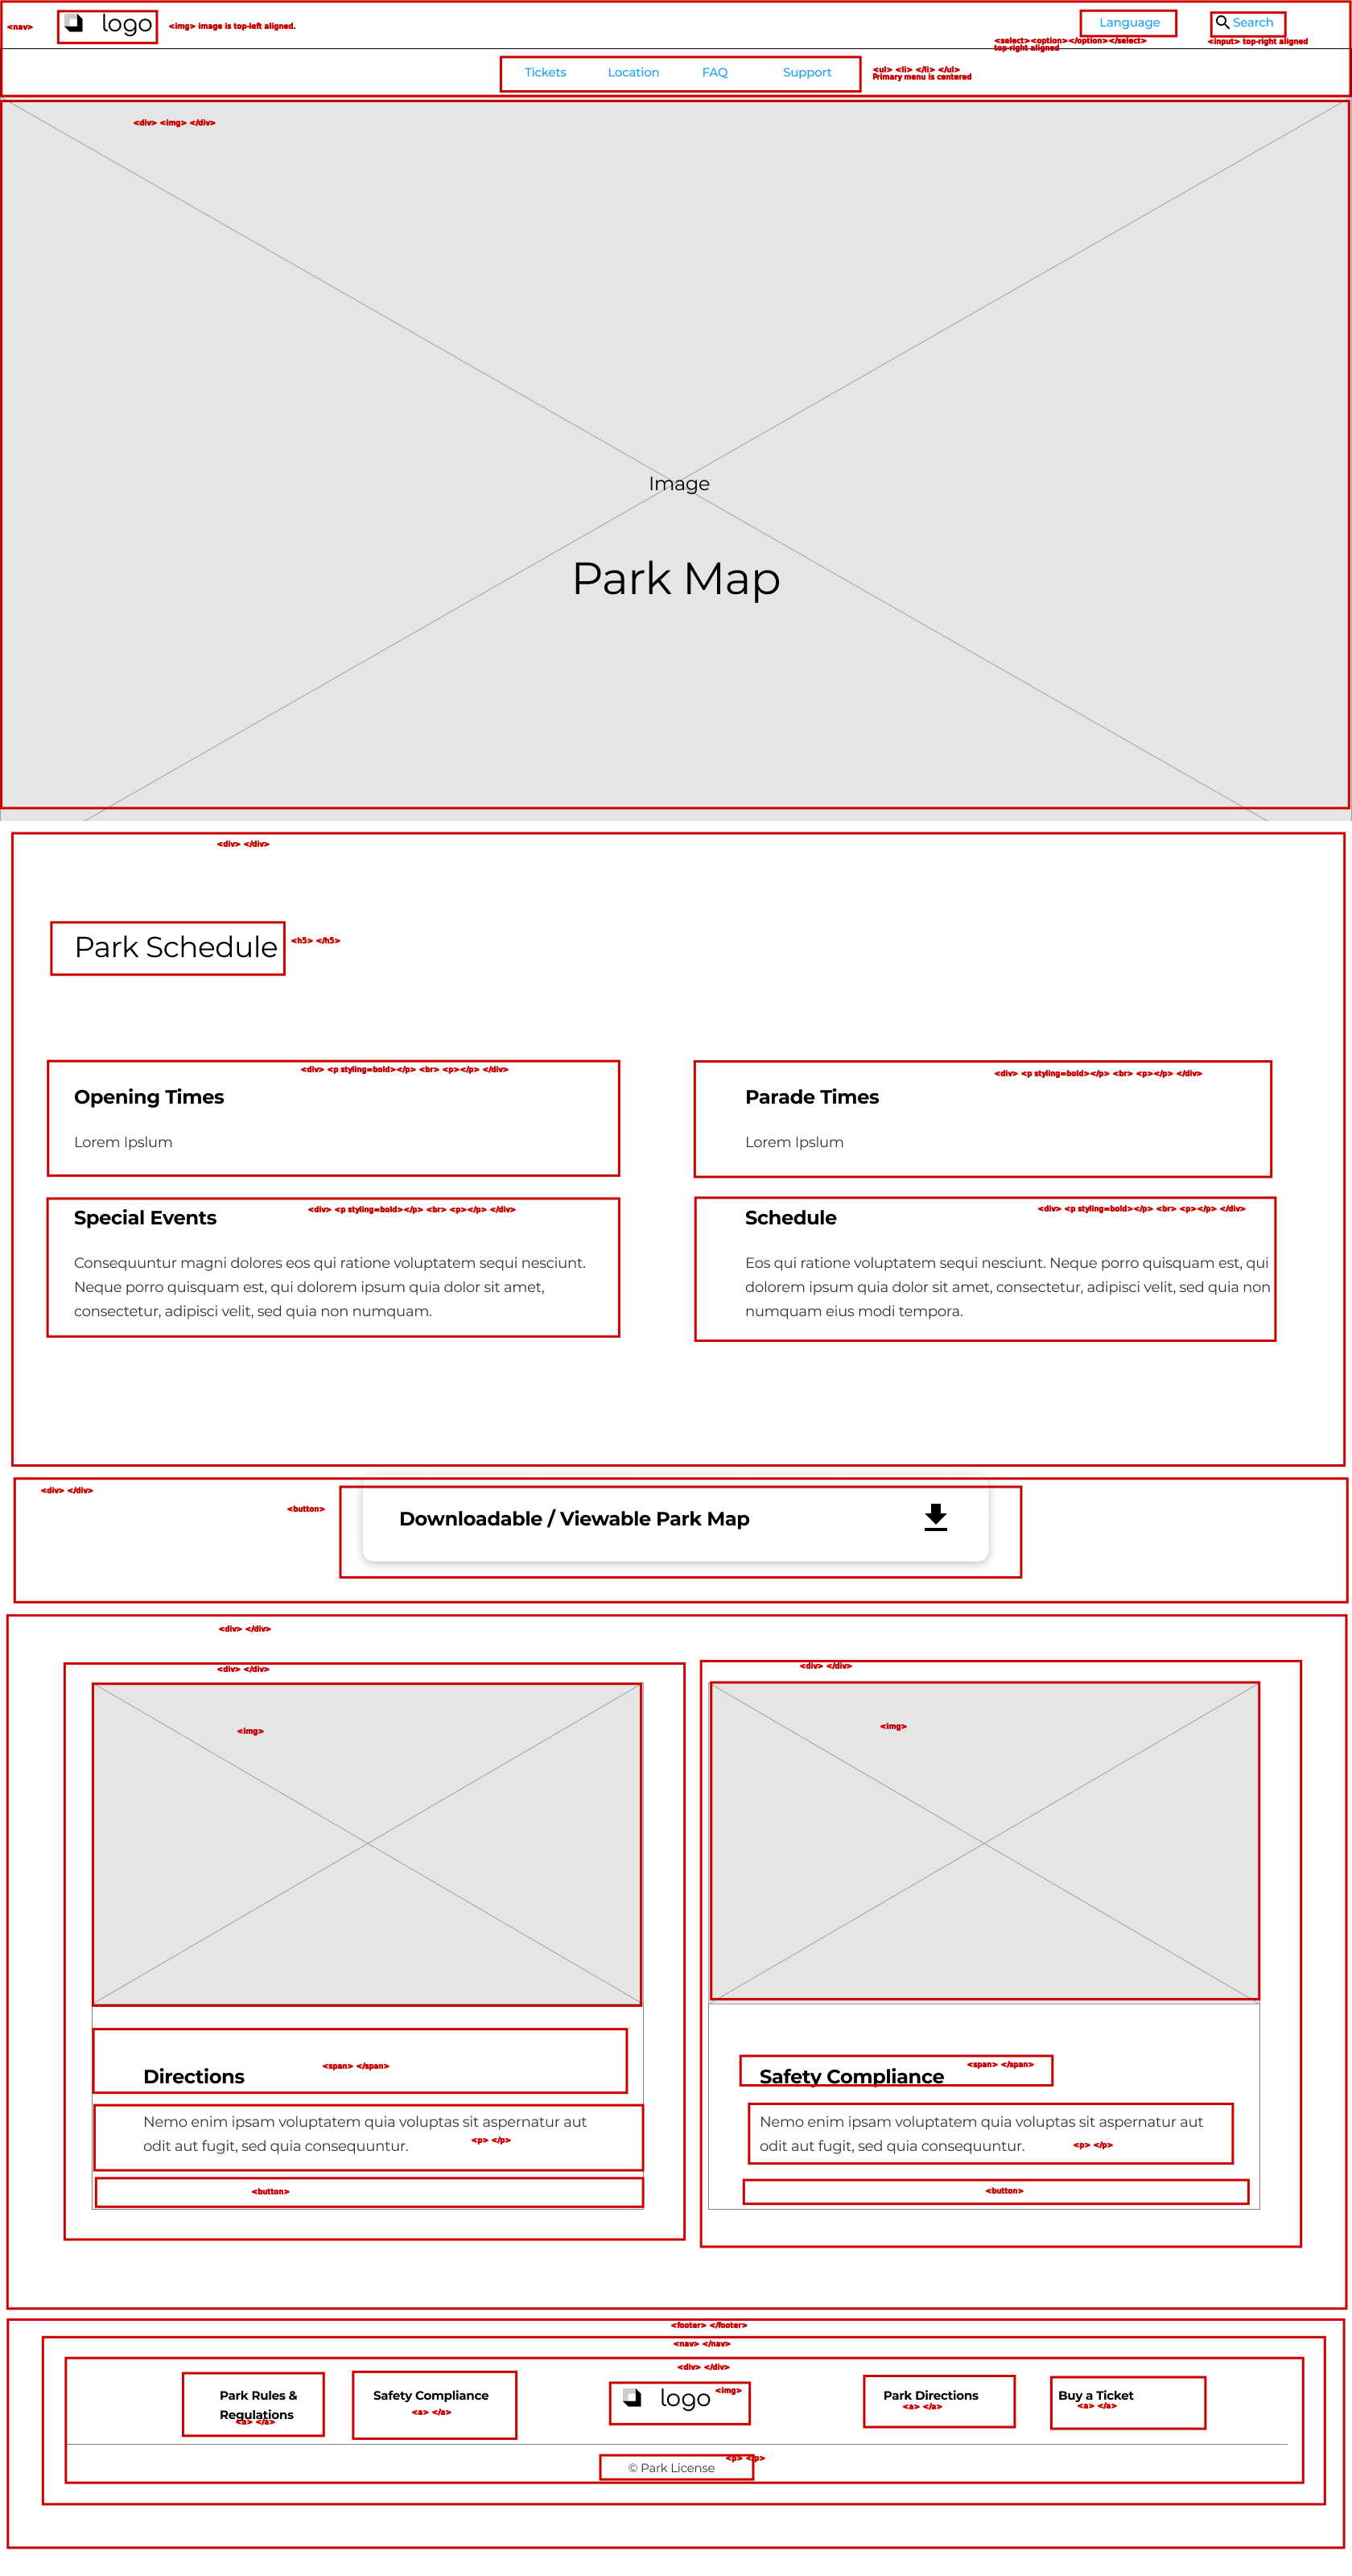 <nav>
logo
<img> image is top-left aligned.
Language
Search
<select><option></option></select>
top-right aligned
<input> top-right aligned
Tickets
Location
FAQ
Support
<ul> <li> </li> </ul>
Primary menu is centered
<div> <img> </div>
Image
Park Map
<div> </div>
Park Schedule
<h5> </h5>
<div> <p styling=bold></p> <br> <p></p> </div>
Opening Times
Lorem Ipslum
<div> <p styling=bold></p> <br> <p></p> </div>
Parade Times
Lorem Ipslum
<div> <p styling=bold></p> <br> <p></p> </div>
Special Events
Consequuntur magni dolores eos qui ratione voluptatem sequi nesciunt.
Neque porro quisquam est, qui dolorem ipsum quia dolor sit amet,
consectetur, adipisci velit, sed quia non numquam.
<div> <p styling=bold></p> <br> <p></p> </div>
Schedule
Eos qui ratione voluptatem sequi nesciunt. Neque porro quisquam est, qui
dolorem ipsum quia dolor sit amet, consectetur, adipisci velit, sed quia non
numquam eius modi tempora.
<div> </div>
<button>
Downloadable / Viewable Park Map
<div> </div>
<div> </div>
<img>
Directions
<span> </span>
Nemo enim ipsam voluptatem quia voluptas sit aspernatur aut
odit aut fugit, sed quia consequuntur.
<p> </p>
<button>
<div> </div>
<img>
<span> </span>
Safety Compliance
Nemo enim ipsam voluptatem quia voluptas sit aspernatur aut
odit aut fugit, sed quia consequuntur.
<p> </p>
<button>
<footer> </footer>
<nav> </nav>
<div> </div>
Park Rules &
Regulations
<a> </a>
Safety Compliance
<a> </a>
logo
<img>
Park Directions
<a> </a>
Buy a Ticket
<a> </a>
<p> </p>
© Park License